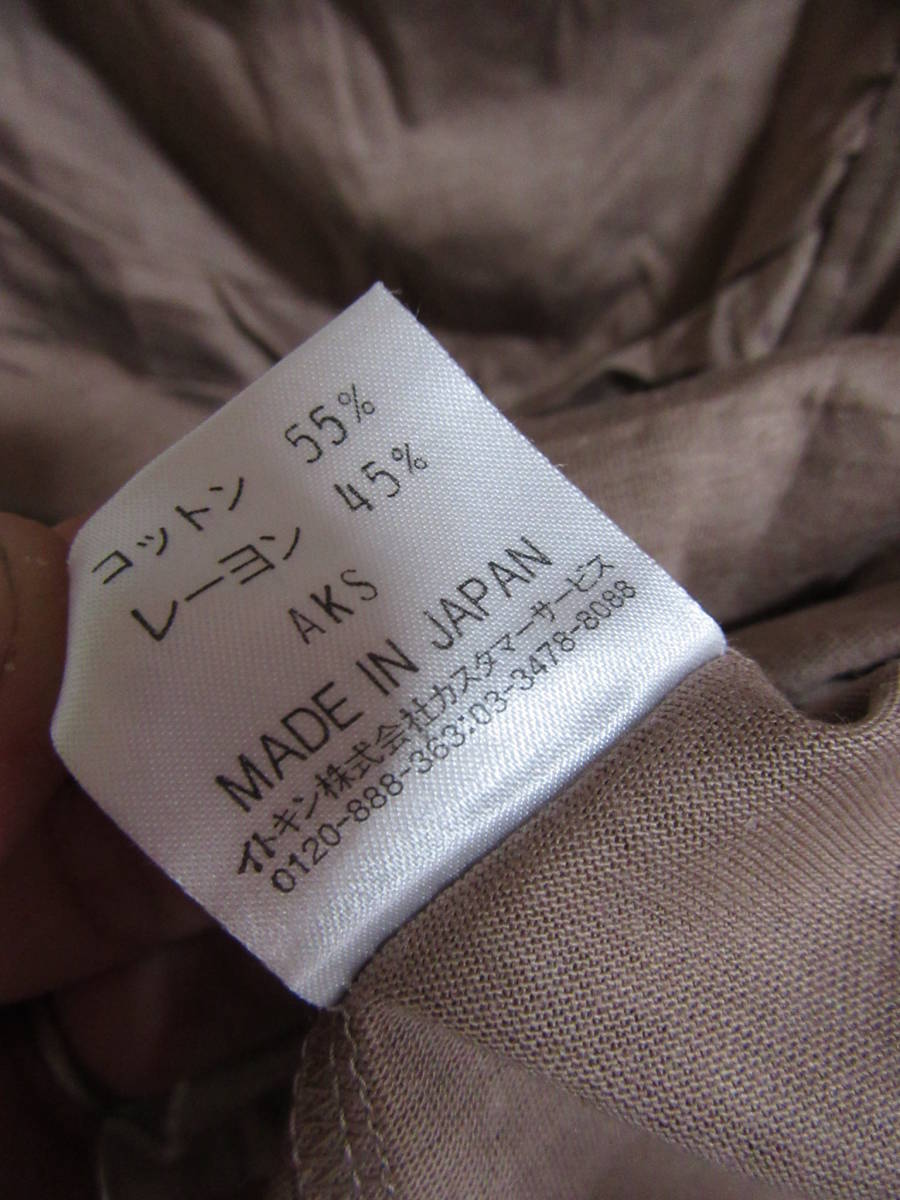 コットン 55%
レーヨン 45%
AKS
MADE IN JAPAN
イトキン株式会社カスタマーサービス
0120-888-363:03-3478-8088